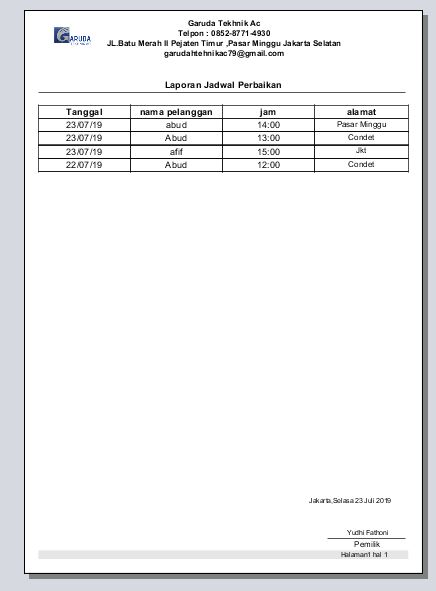 Garuda Tekhnik Ac
Telpon : 0852-8771-4930
JL.Batu Merah II Pejaten Timur ,Pasar Minggu Jakarta Selatan
garudahtehnikac79@gmail.com
GARUDA
Laporan Jadwal Perbaikan
Tanggal nama pelanggan jam alamat
23/07/19 abud 14:00 Pasar Minggu
23/07/19 Abud 13:00 Condet
23/07/19 afif 15:00 Jkt
22/07/19 Abud 12:00 Condet
Jakarta,Selasa 23 Juli 2019
Yudhi Fathoni
Pemilik
Halaman1 hal 1